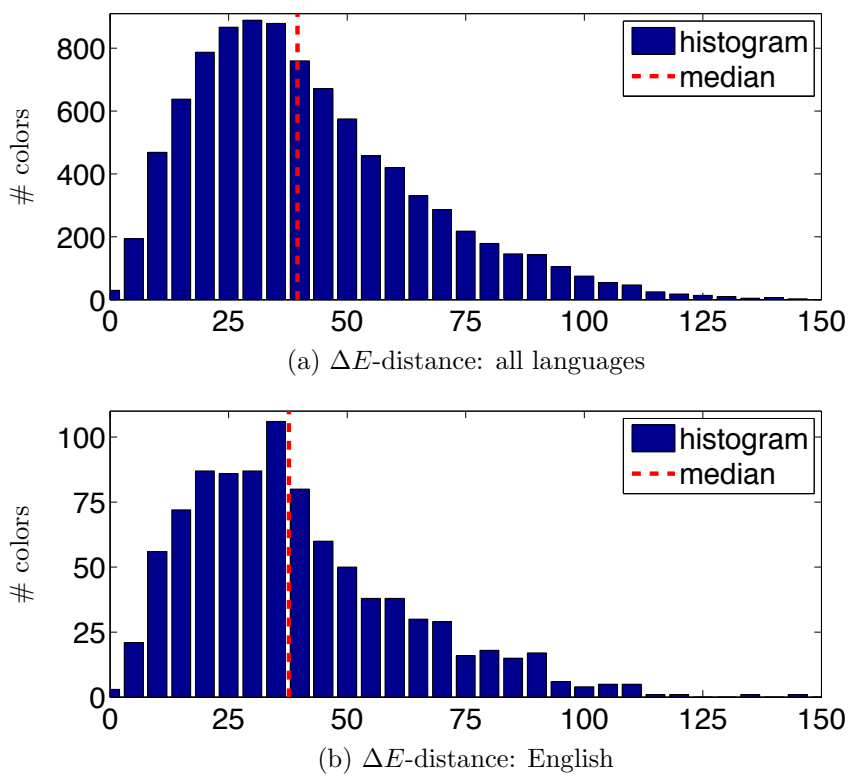 800
600
400
200
0
# colors
histogram
median
0 25 50 75 100 125 150
(a) ΔE-distance: all languages
100
75
50
25
0
# colors
histogram
median
0 25 50 75 100 125 150
(b) ΔE-distance: English